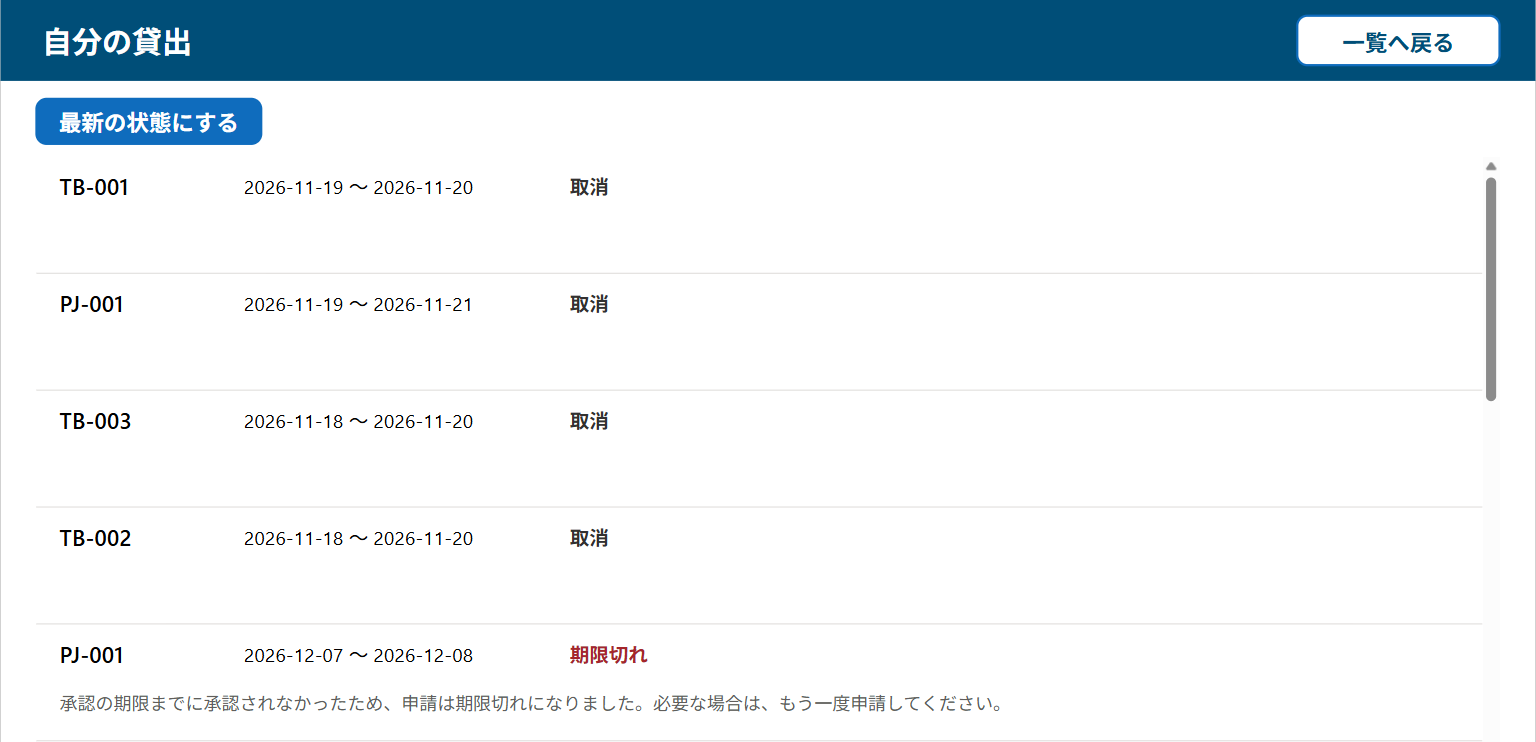 自分の貸出
一覧へ戻る
最新の状態にする
TB-001 2026-11-19 ～ 2026-11-20 取消
PJ-001 2026-11-19 ～ 2026-11-21 取消
TB-003 2026-11-18 ～ 2026-11-20 取消
TB-002 2026-11-18 ～ 2026-11-20 取消
PJ-001 2026-12-07 ～ 2026-12-08 期限切れ
承認の期限までに承認されなかったため、申請は期限切れになりました。必要な場合は、もう一度申請してください。